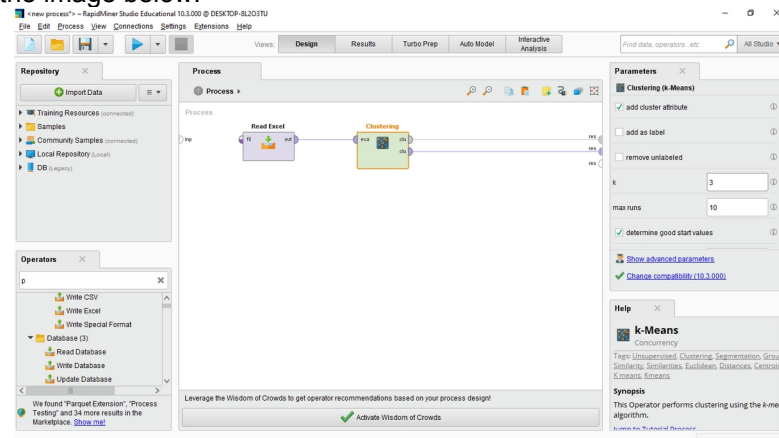 the image below.
<new process*> – RapidMiner Studio Educational 10.3.000 @ DESKTOP-8L2O3TU
File Edit Process View Connections Settings Extensions Help
Views: Design Results Turbo Prep Auto Model Interactive Analysis
Find data, operators...etc
All Studio
Repository
Import Data
Training Resources (connected)
Samples
Community Samples (connected)
Local Repository (Local)
DB (Legacy)
Operators
p
Write CSV
Write Excel
Write Special Format
Database (3)
Read Database
Write Database
Update Database
We found "Parquet Extension", "Process
Testing" and 34 more results in the
Marketplace. Show me!
Process
Process
Process
inp
Read Excel
fil
out
Clustering
exa
clu
clu
res
res
res
Leverage the Wisdom of Crowds to get operator recommendations based on your process design!
Activate Wisdom of Crowds
Parameters
Clustering (k-Means)
add cluster attribute
add as label
remove unlabeled
k 3
max runs 10
determine good start values
Show advanced parameters
Change compatibility (10.3.000)
Help
k-Means
Concurrency
Tags: Unsupervised, Clustering, Segmentation, Grou
Similarity, Similarities, Euclidean, Distances, Centroi
K means, Kmeans
Synopsis
This Operator performs clustering using the k-mea
algorithm.
Jump to Tutorial Process